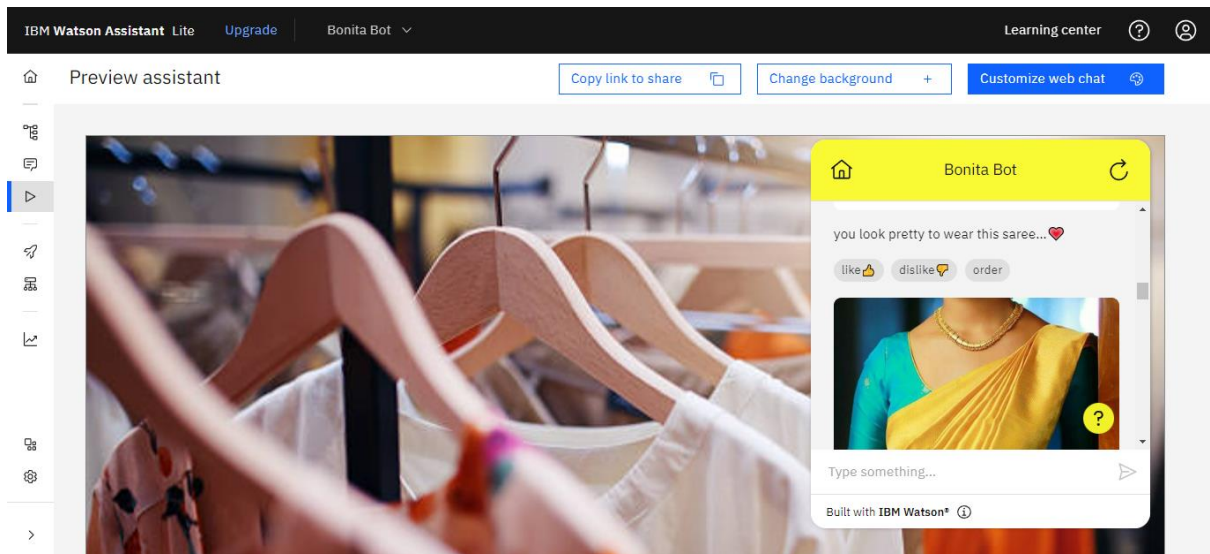 IBM Watson Assistant Lite Upgrade Bonita Bot Learning center
Preview assistant Copy link to share Change background + Customize web chat
Bonita Bot
you look pretty to wear this saree...❤
like👍 dislike👎 order
?
Type something...
Built with IBM Watson® ⓘ